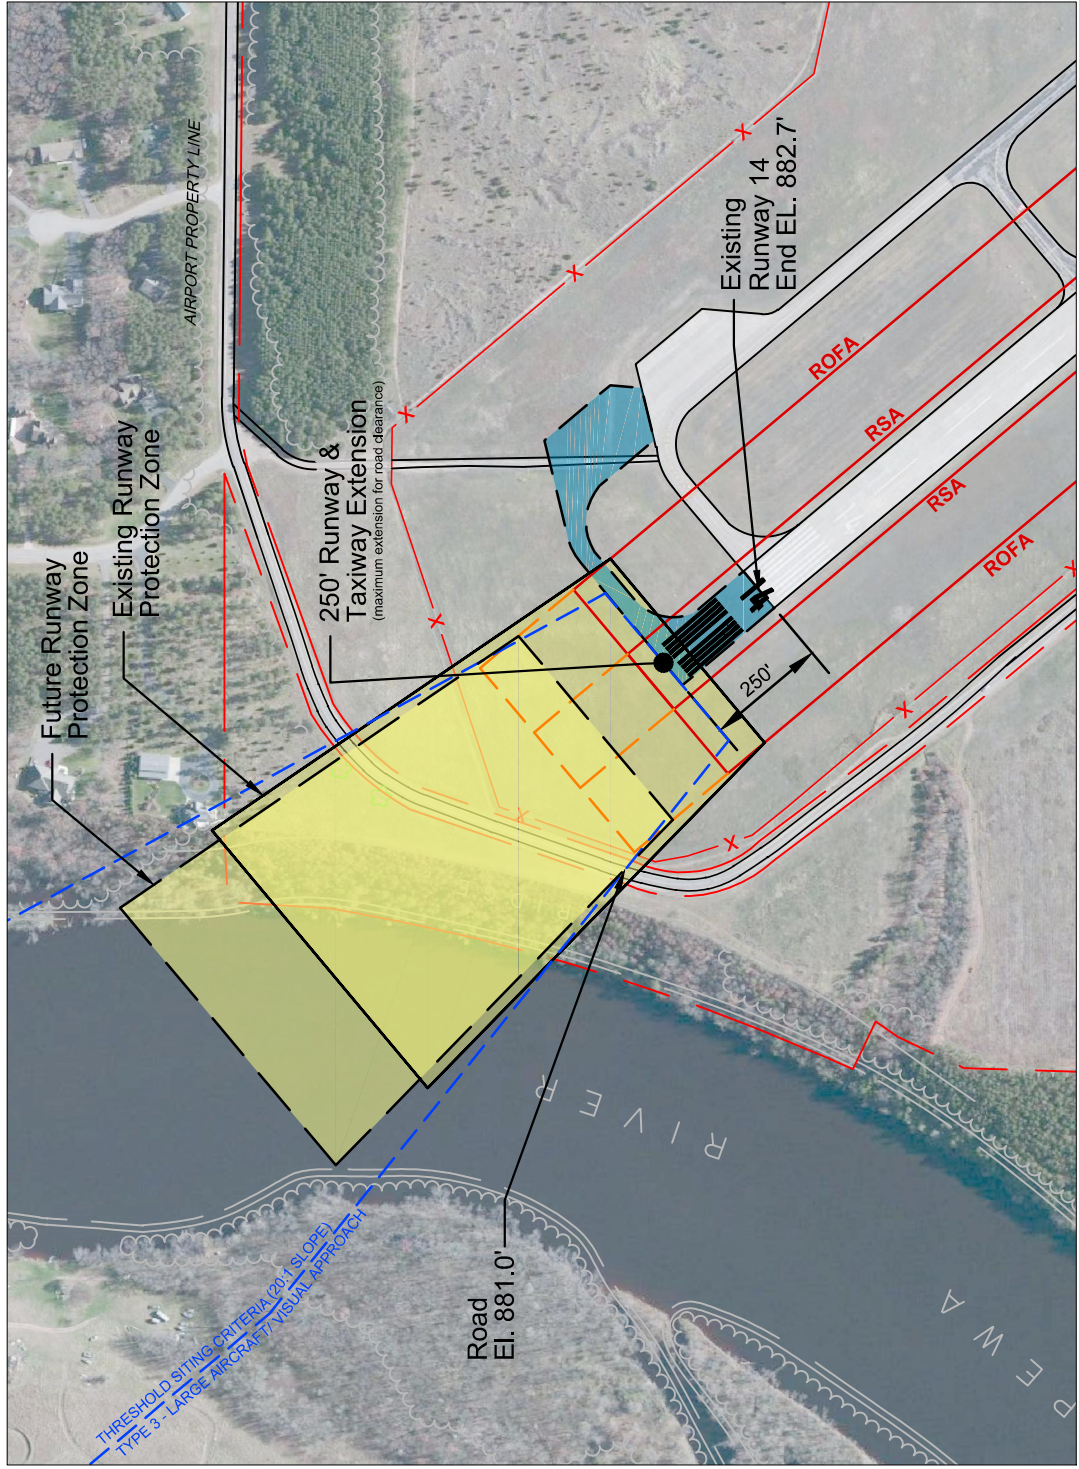 AIRPORT PROPERTY LINE
Future Runway
Protection Zone
Existing Runway
Protection Zone
250' Runway &
Taxiway Extension
(maximum extension for road clearance)
Existing
Runway 14
End EL. 882.7'
ROFA
RSA
RSA
ROFA
250'
Road
El. 881.0'
THRESHOLD SITING CRITERIA (20:1 SLOPE)
TYPE 3 - LARGE AIRCRAFT/ VISUAL APPROACH
X
X
X
X
X
X
X
X
X
RIVER
PEWA